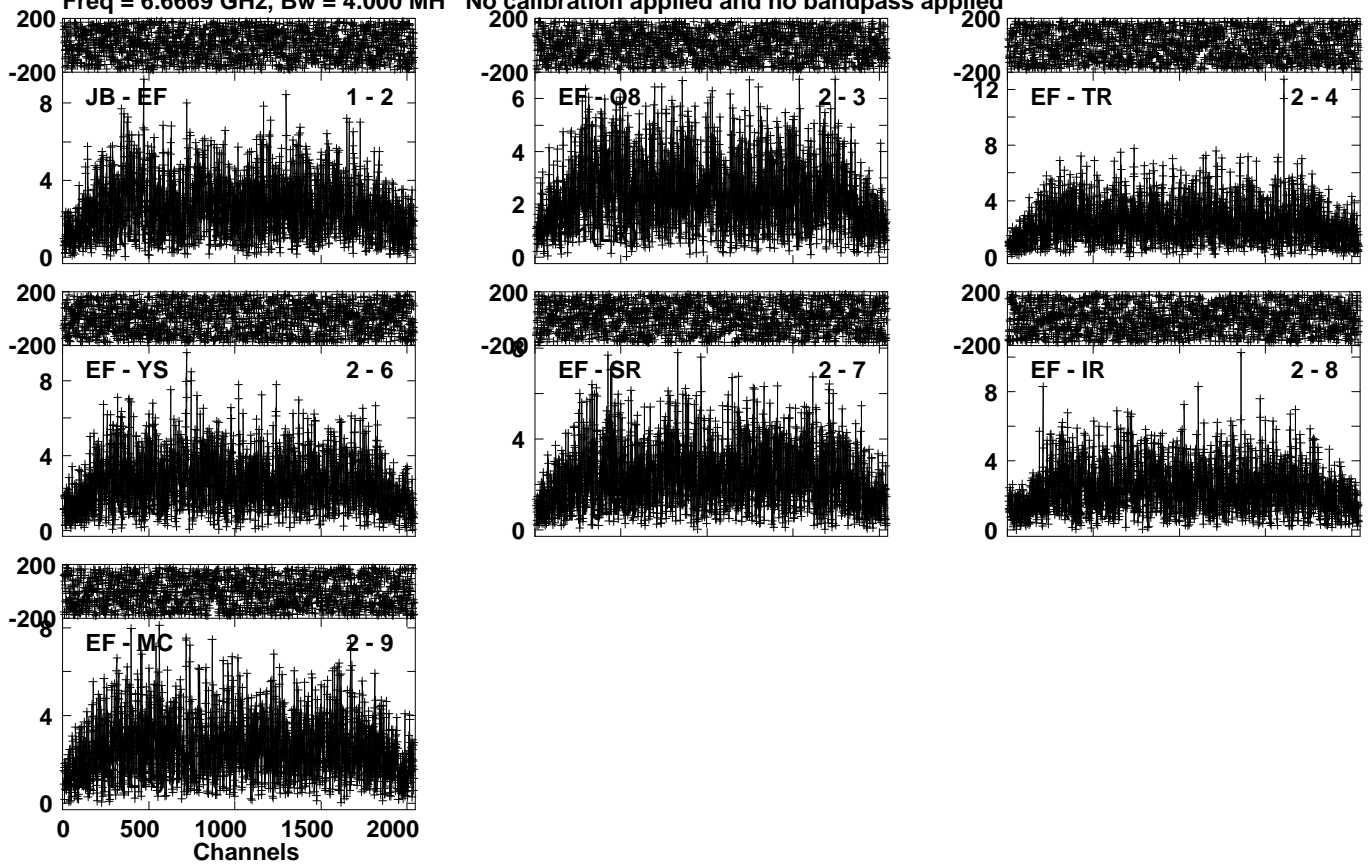 Freq = 6.6669 GHz, Bw = 4.000 MH No calibration applied and no bandpass applied
200 200 200
-200 -200 -200
JB - EF 1 - 2 EF - O8 2 - 3 EF - TR 2 - 4
8 6 12
4 4 8
0 2 4
0 0
200 200 200
-200 -200 -200
EF - YS 2 - 6 EF - SR 2 - 7 EF - IR 2 - 8
8 8 8
4 4 4
0 0 0
200
-200
EF - MC 2 - 9
8
4
0
0 500 1000 1500 2000
Channels